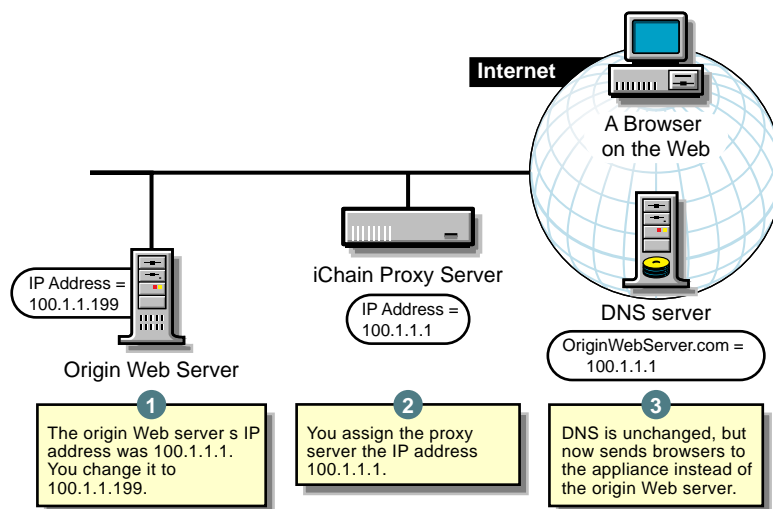 Internet
A Browser
on the Web
IP Address =
100.1.1.199
Origin Web Server
iChain Proxy Server
IP Address =
100.1.1.1
DNS server
OriginWebServer.com =
100.1.1.1
1
The origin Web server s IP
address was 100.1.1.1.
You change it to
100.1.1.199.
2
You assign the proxy
server the IP address
100.1.1.1.
3
DNS is unchanged, but
now sends browsers to
the appliance instead of
the origin Web server.